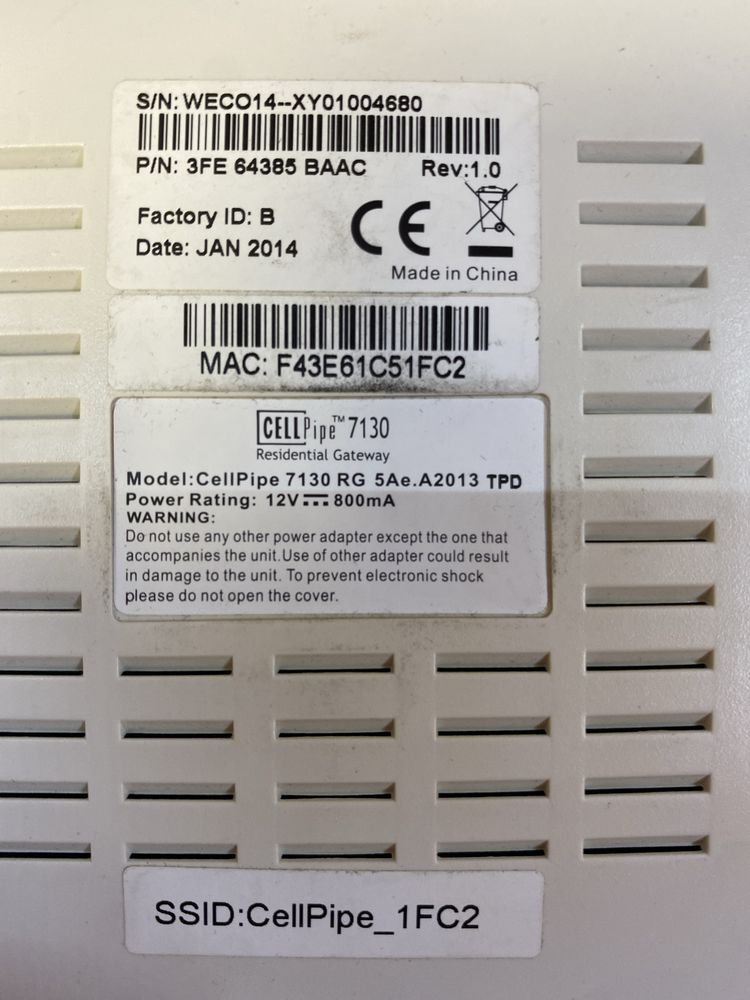 S/N: WECO14--XY01004680
P/N: 3FE 64385 BAAC Rev:1.0
Factory ID: B
Date: JAN 2014
CE
Made in China
MAC: F43E61C51FC2
CELLPipe™ 7130
Residential Gateway
Model:CellPipe 7130 RG 5Ae.A2013 TPD
Power Rating: 12V⎓800mA
WARNING:
Do not use any other power adapter except the one that
accompanies the unit.Use of other adapter could result
in damage to the unit. To prevent electronic shock
please do not open the cover.
SSID:CellPipe_1FC2